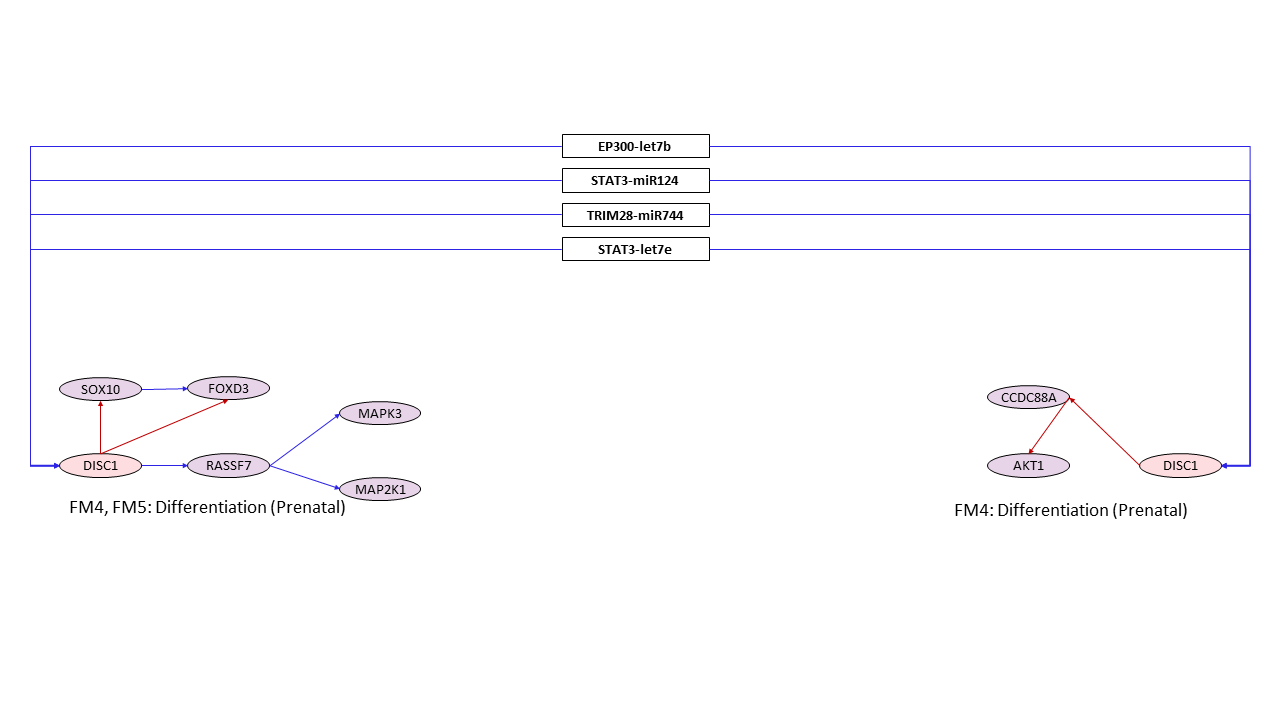 EP300-let7b
STAT3-miR124
TRIM28-miR744
STAT3-let7e
SOX10
FOXD3
MAPK3
DISC1
RASSF7
MAP2K1
FM4, FM5: Differentiation (Prenatal)
CCDC88A
AKT1
DISC1
FM4: Differentiation (Prenatal)